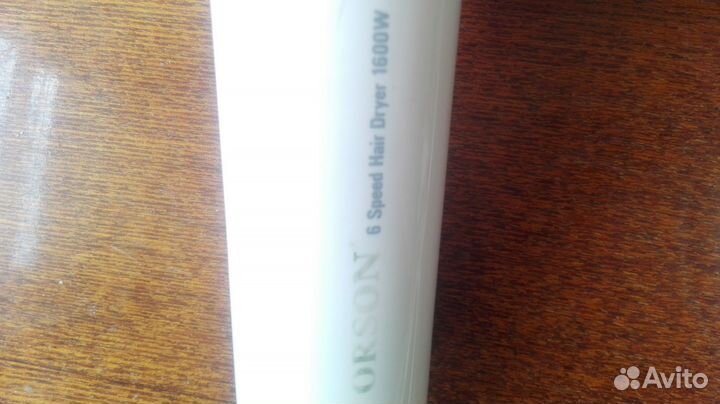 ORSON
6 Speed Hair Dryer 1600W
Avito